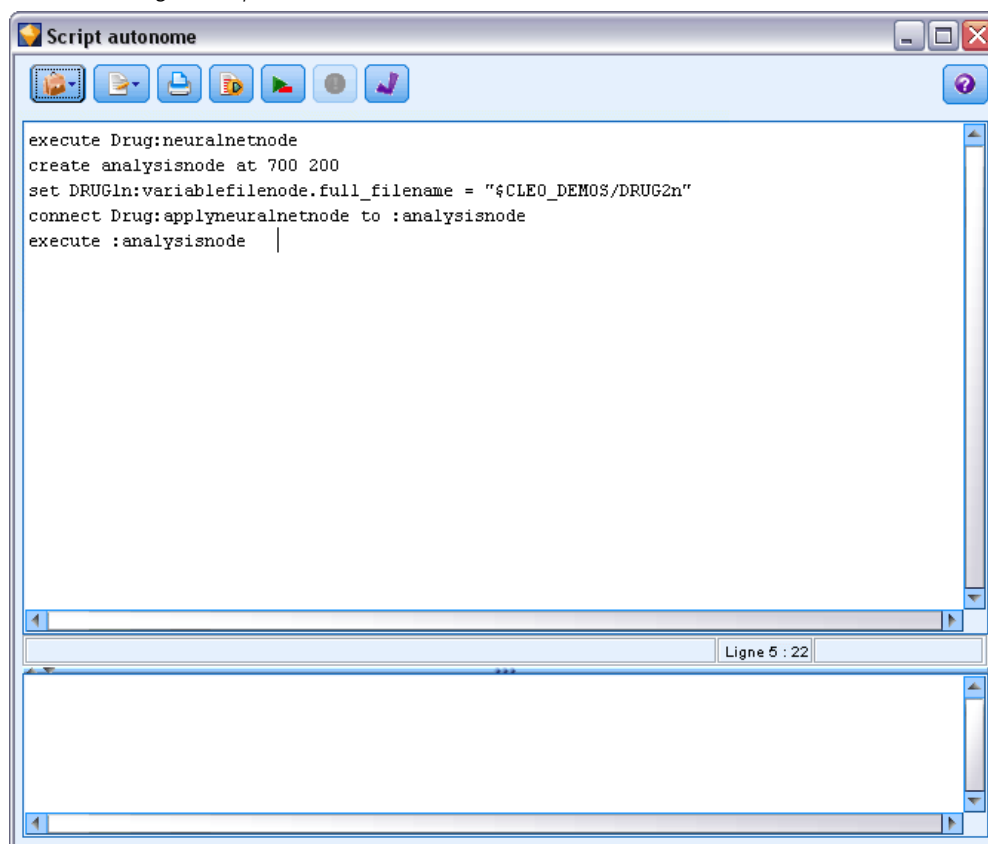 Script autonome
execute Drug:neuralnetnode
create analysisnode at 700 200
set DRUG1n:variablefilenode.full_filename = "$CLEO_DEMOS/DRUG2n"
connect Drug:applyneuralnetnode to :analysisnode
execute :analysisnode
Ligne 5 : 22